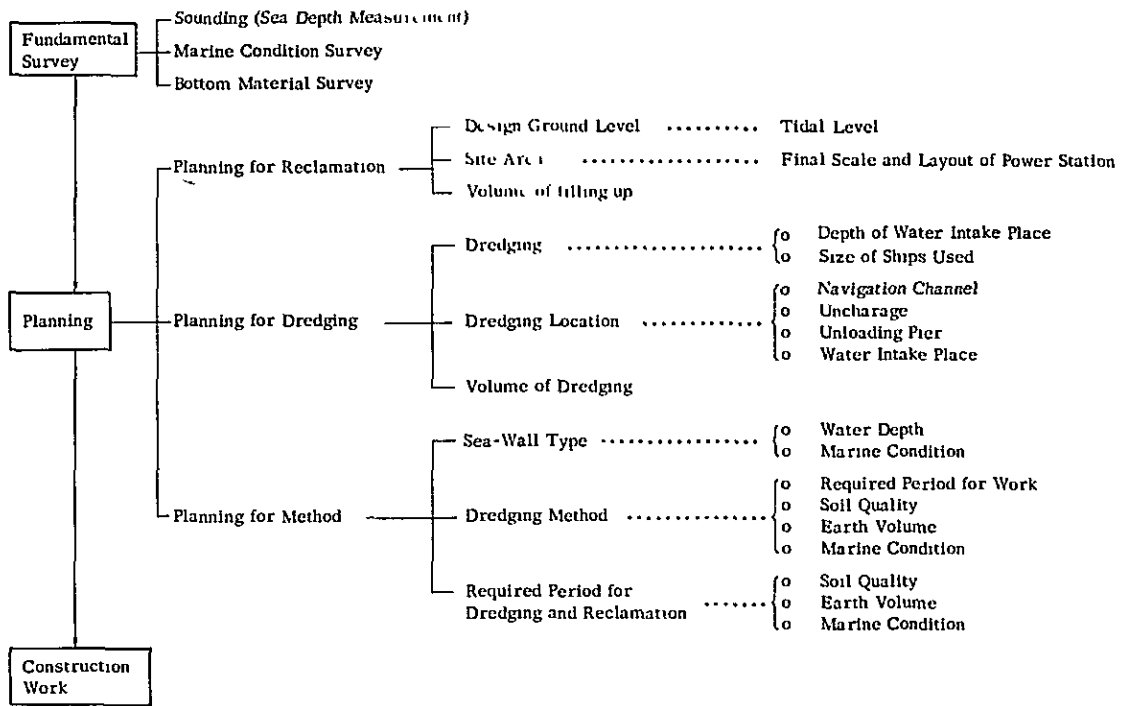 Sounding (Sea Depth Measurement)
Fundamental
Survey
Marine Condition Survey
Bottom Material Survey
Design Ground Level .......... Tidal Level
Planning for Reclamation
Site Area ................ Final Scale and Layout of Power Station
Volume of filling up
Dredging .................... o Depth of Water Intake Place
o Size of Ships Used
Planning
Planning for Dredging
Dredging Location ............. o Navigation Channel
o Uncharage
o Unloading Pier
o Water Intake Place
Volume of Dredging
Sea-Wall Type ................ o Water Depth
o Marine Condition
Planning for Method
Dredging Method .............. o Required Period for Work
o Soil Quality
o Earth Volume
o Marine Condition
Required Period for
Dredging and Reclamation ....... o Soil Quality
o Earth Volume
o Marine Condition
Construction
Work